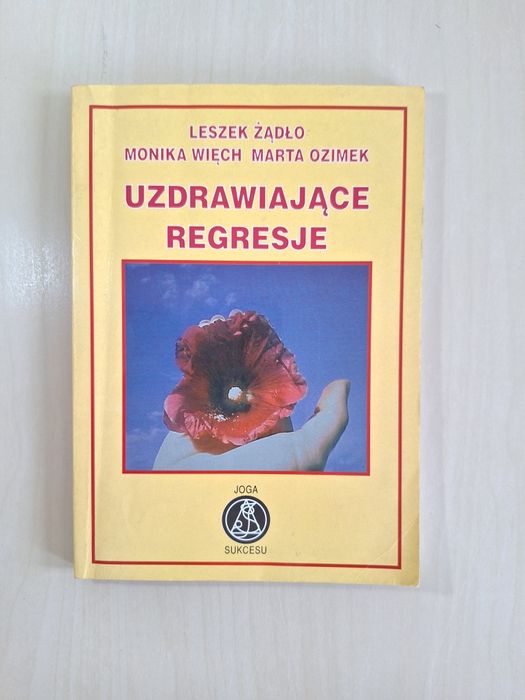 LESZEK ŻĄDŁO
MONIKA WIĘCH MARTA OZIMEK
UZDRAWIAJĄCE
REGRESJE
JOGA
SUKCESU